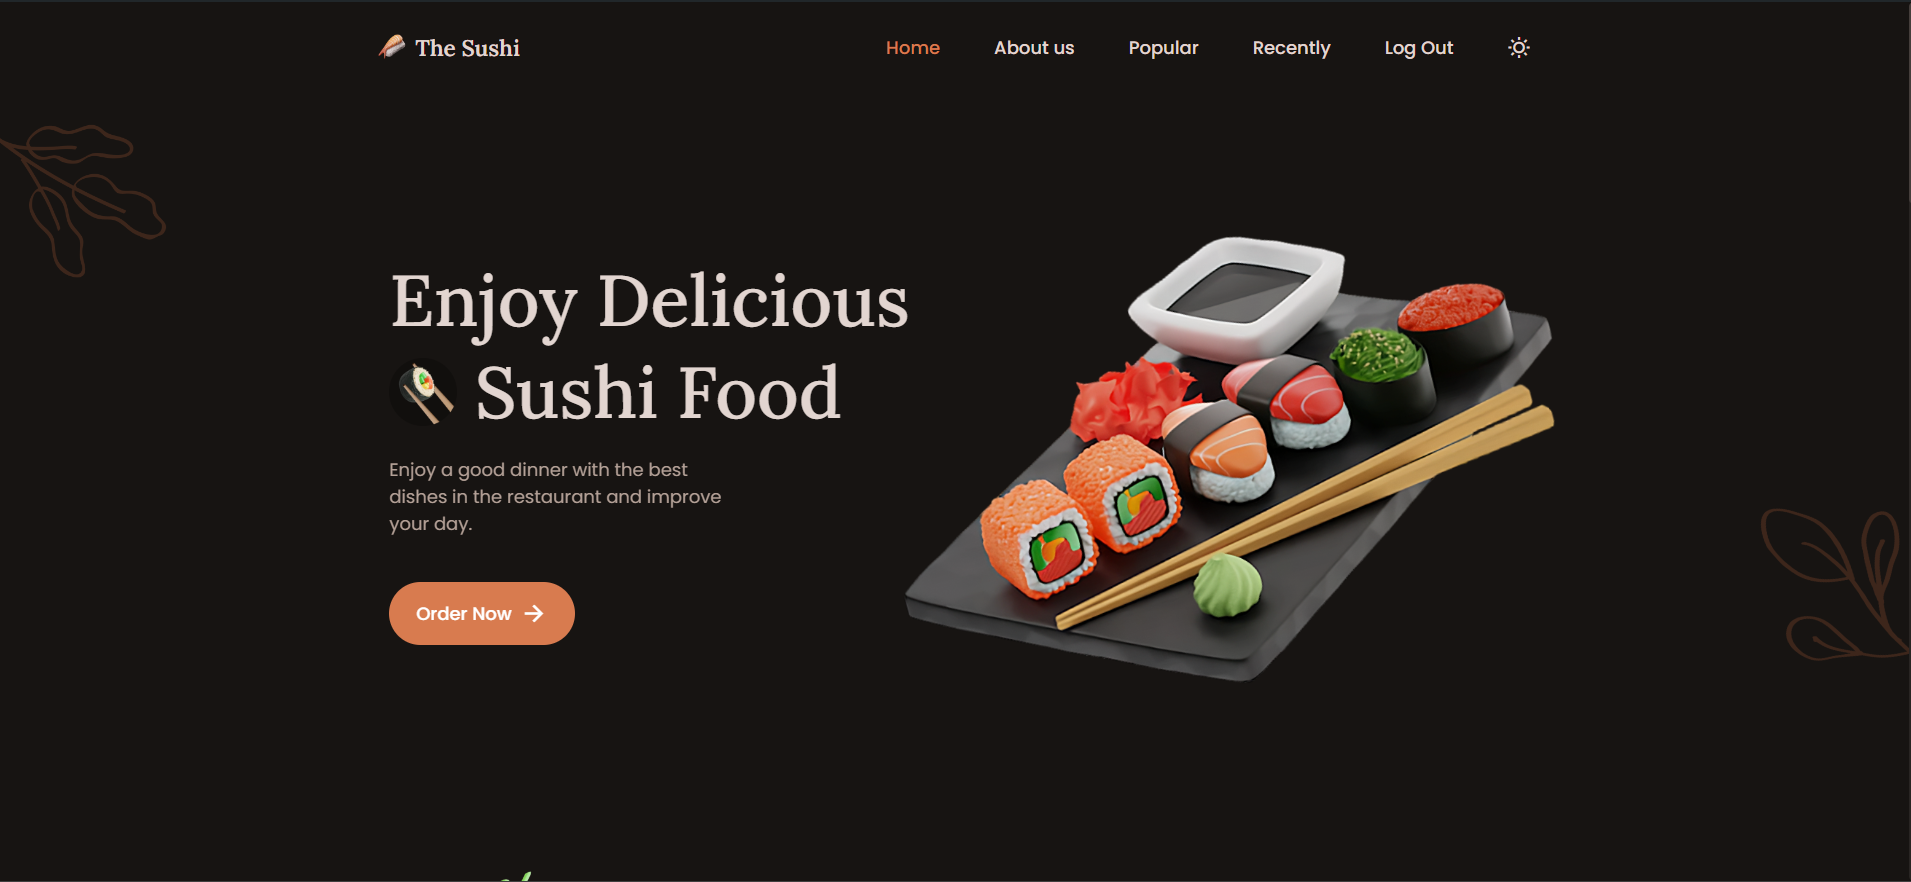 The Sushi
Home About us Popular Recently Log Out
Enjoy Delicious
Sushi Food
Enjoy a good dinner with the best
dishes in the restaurant and improve
your day.
Order Now